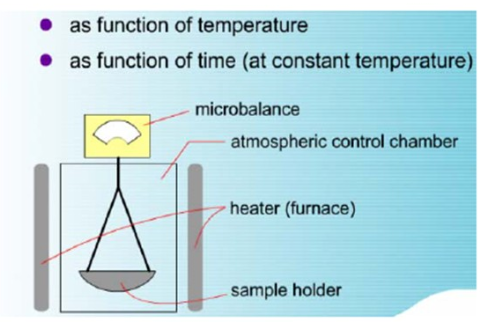 as function of temperature
as function of time (at constant temperature)
microbalance
atmospheric control chamber
heater (furnace)
sample holder